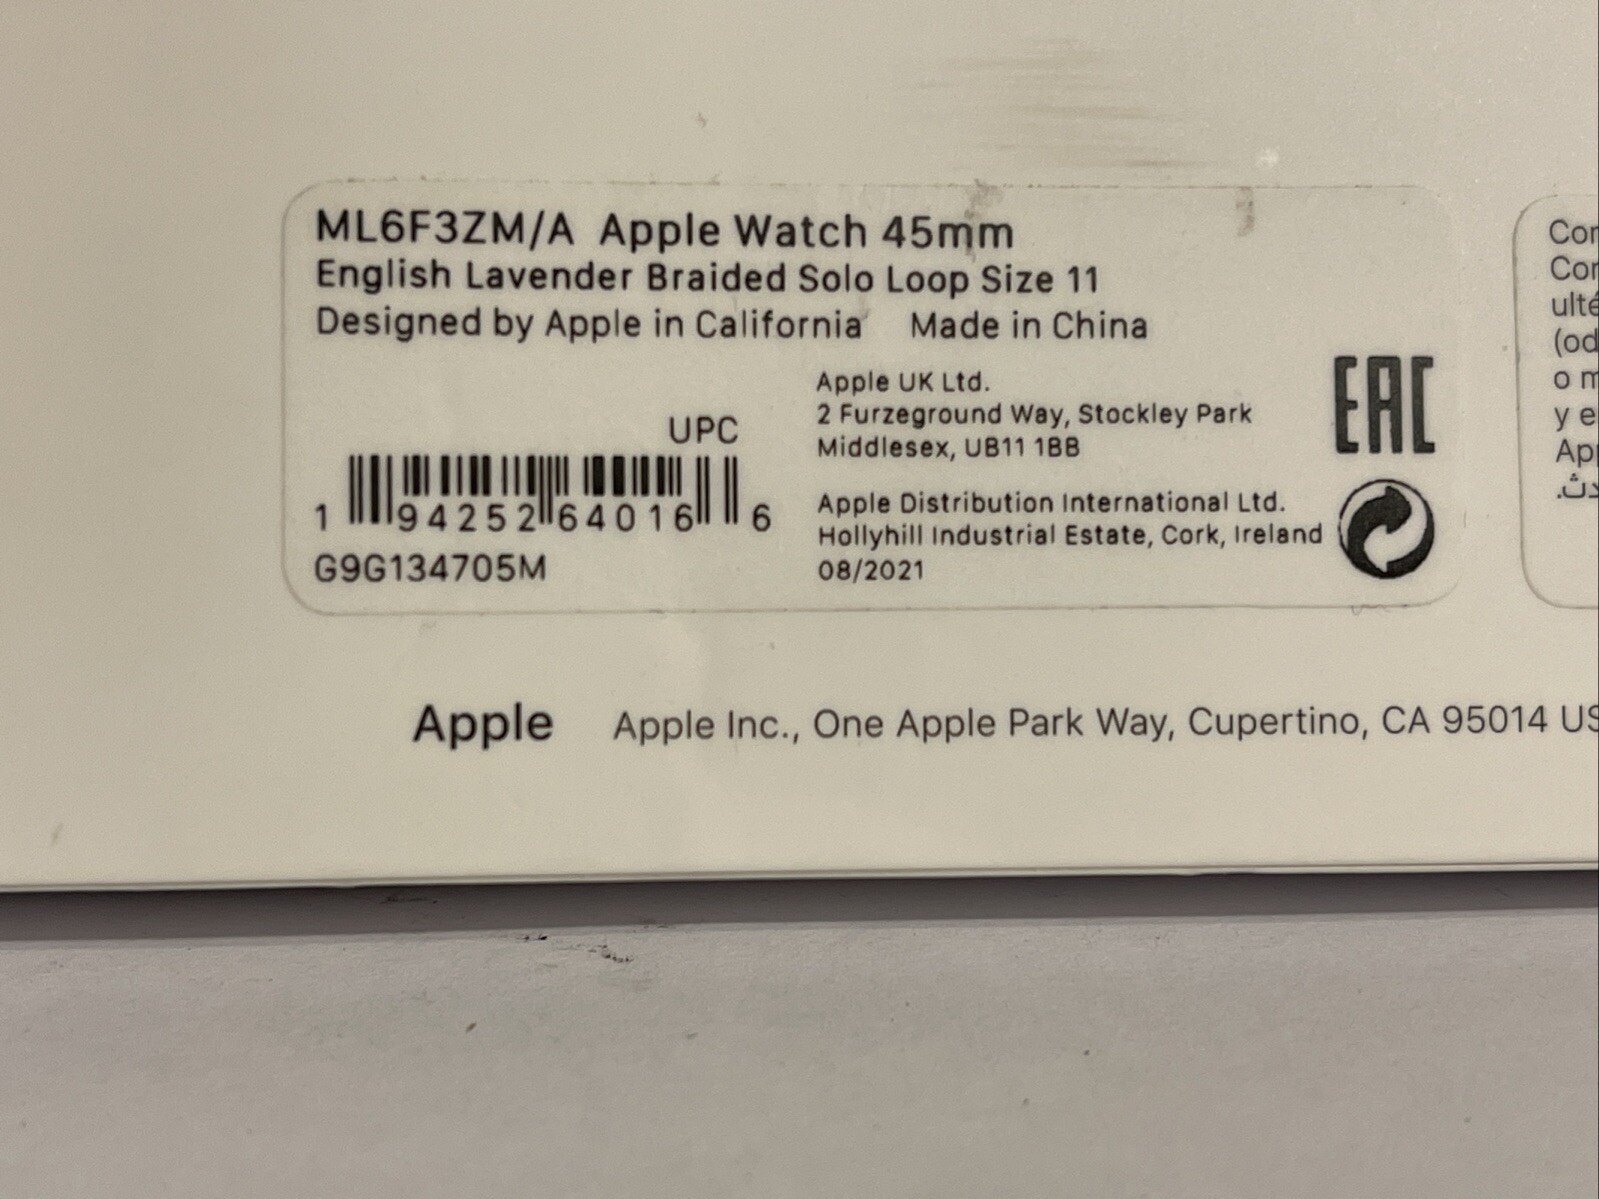 ML6F3ZM/A Apple Watch 45mm
English Lavender Braided Solo Loop Size 11
Designed by Apple in California Made in China
UPC
1 94252 64016 6
G9G134705M
Apple UK Ltd.
2 Furzeground Way, Stockley Park
Middlesex, UB11 1BB
Apple Distribution International Ltd.
Hollyhill Industrial Estate, Cork, Ireland
08/2021
EAC
Apple Apple Inc., One Apple Park Way, Cupertino, CA 95014 US
(od
o m
y e